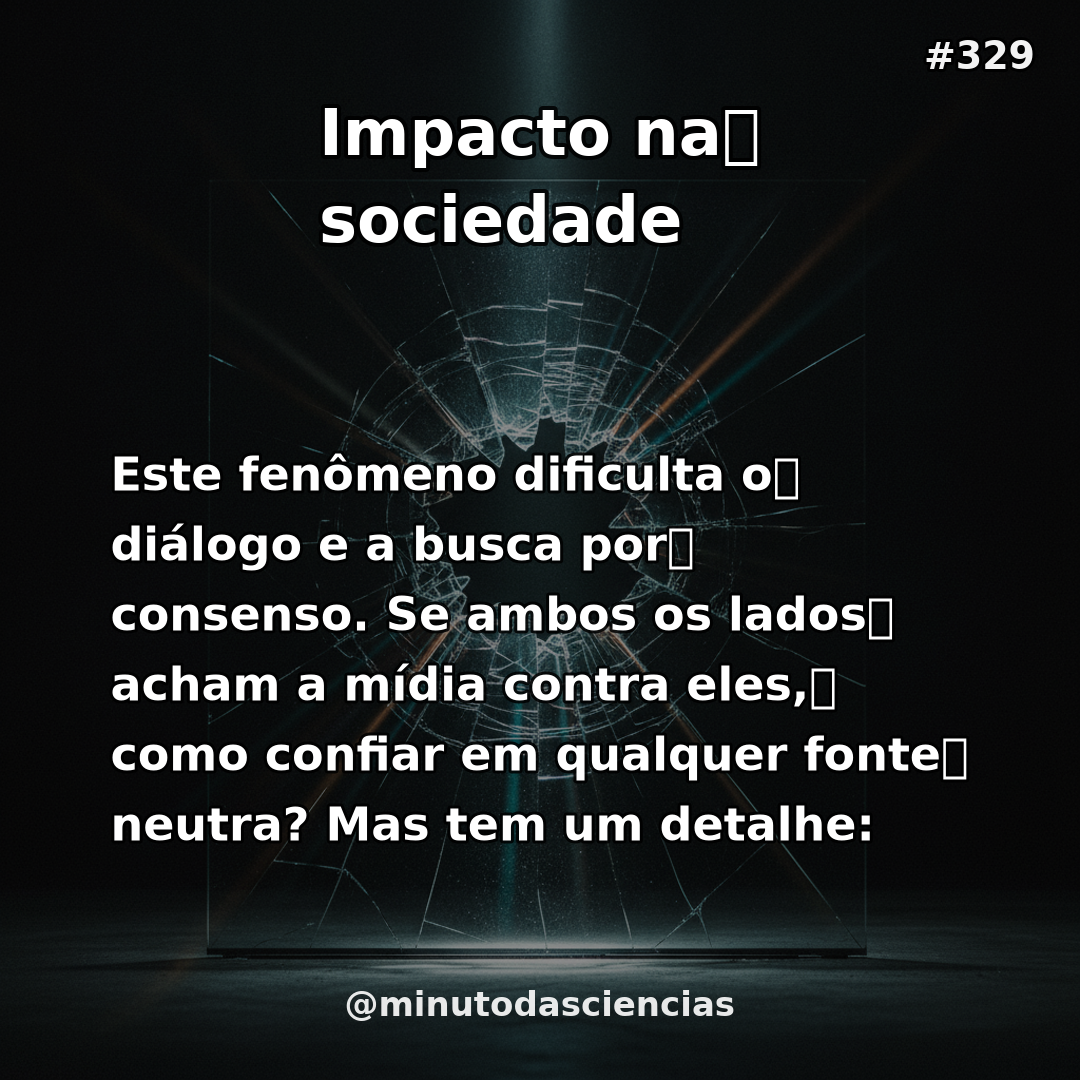 #329
Impacto na
sociedade
Este fenômeno dificulta o
diálogo e a busca por
consenso. Se ambos os lados
acham a mídia contra eles,
como confiar em qualquer fonte
neutra? Mas tem um detalhe:
@minutodasciencias